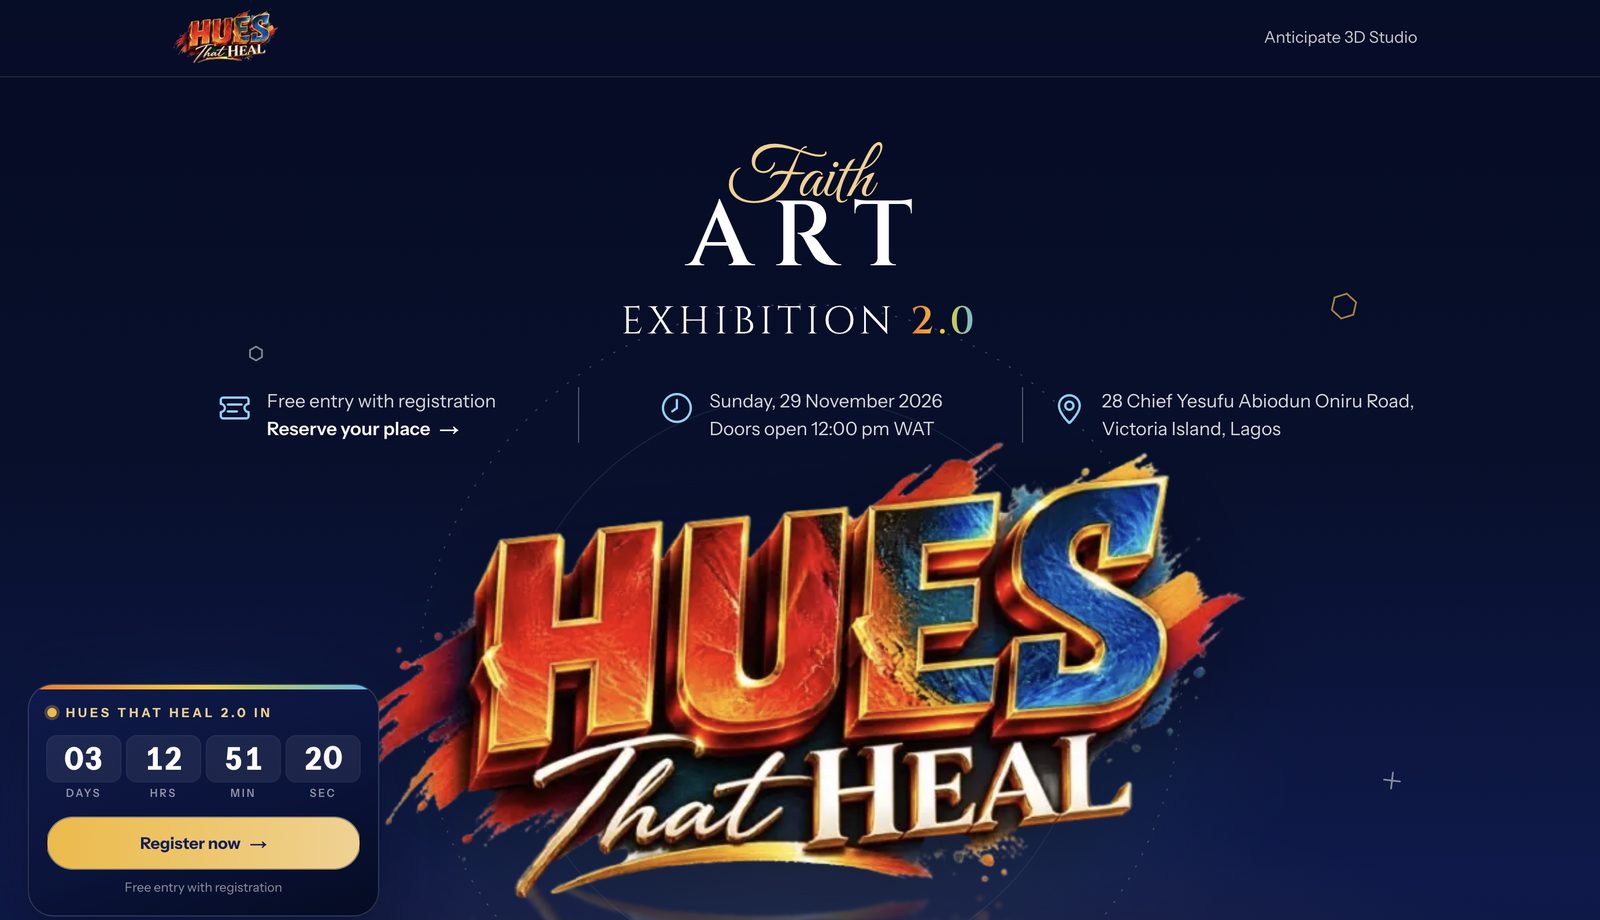 HUES
That HEAL
Anticipate 3D Studio
Faith
ART
EXHIBITION 2.0
Free entry with registration
Reserve your place →
Sunday, 29 November 2026
Doors open 12:00 pm WAT
28 Chief Yesufu Abiodun Oniru Road,
Victoria Island, Lagos
HUES
That HEAL
HUES THAT HEAL 2.0 IN
03 12 51 20
DAYS HRS MIN SEC
Register now →
Free entry with registration